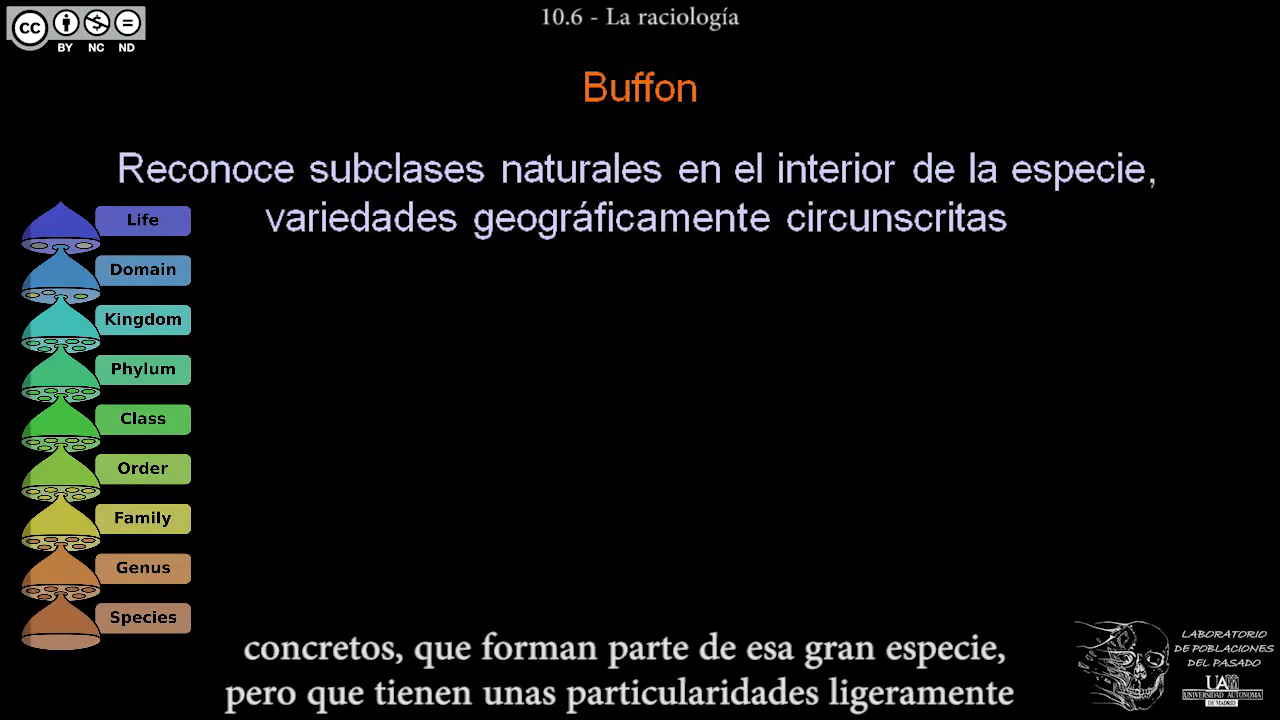 10.6 - La raciología
cc
BY NC ND
Buffon
Reconoce subclases naturales en el interior de la especie,
variedades geográficamente circunscritas
Life
Domain
Kingdom
Phylum
Class
Order
Family
Genus
Species
concretos, que forman parte de esa gran especie,
pero que tienen unas particularidades ligeramente
LABORATORIO
DE POBLACIONES
DEL PASADO
UAM
UNIVERSIDAD AUTONOMA
DE MADRID